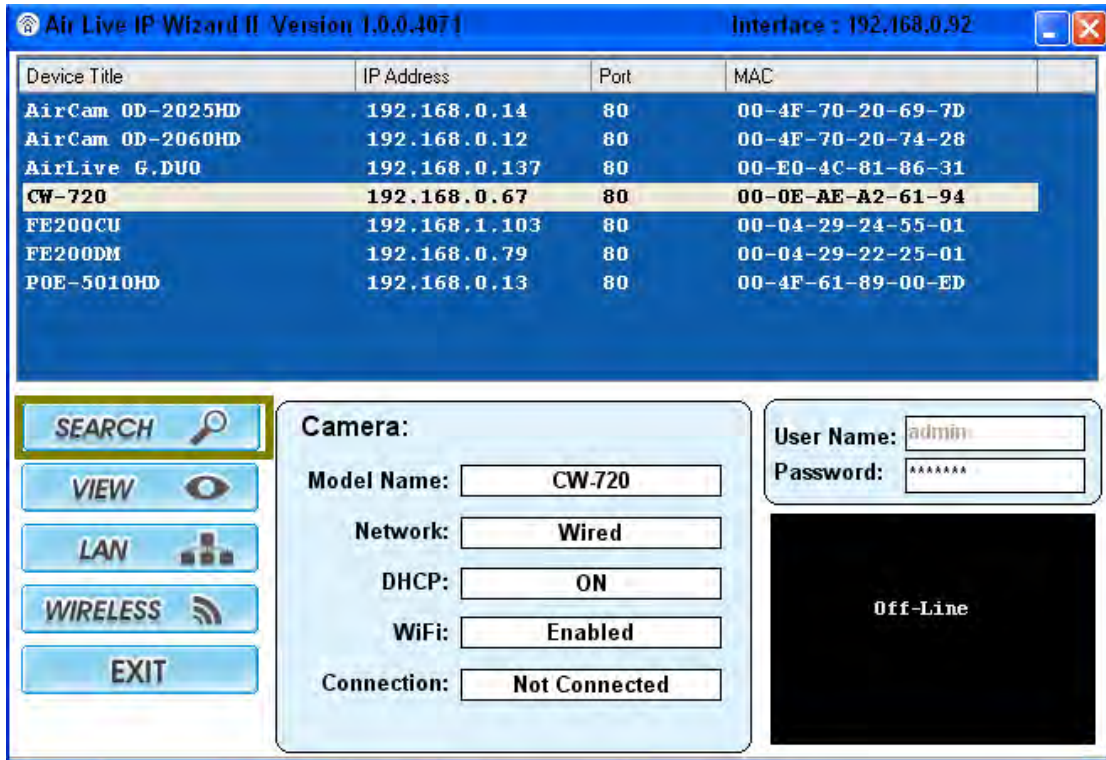 Air Live IP Wizard II Version 1.0.0.4071 Interface : 192.168.0.92
Device Title IP Address Port MAC
AirCam OD-2025HD 192.168.0.14 80 00-4F-70-20-69-7D
AirCam OD-2060HD 192.168.0.12 80 00-4F-70-20-74-28
AirLive G.DUO 192.168.0.137 80 00-E0-4C-81-86-31
CW-720 192.168.0.67 80 00-0E-AE-A2-61-94
FE200CU 192.168.1.103 80 00-04-29-24-55-01
FE200DM 192.168.0.79 80 00-04-29-22-25-01
POE-5010HD 192.168.0.13 80 00-4F-61-89-00-ED
SEARCH
VIEW
LAN
WIRELESS
EXIT
Camera:
Model Name: CW-720
Network: Wired
DHCP: ON
WiFi: Enabled
Connection: Not Connected
User Name: admin
Password: *******
Off-Line